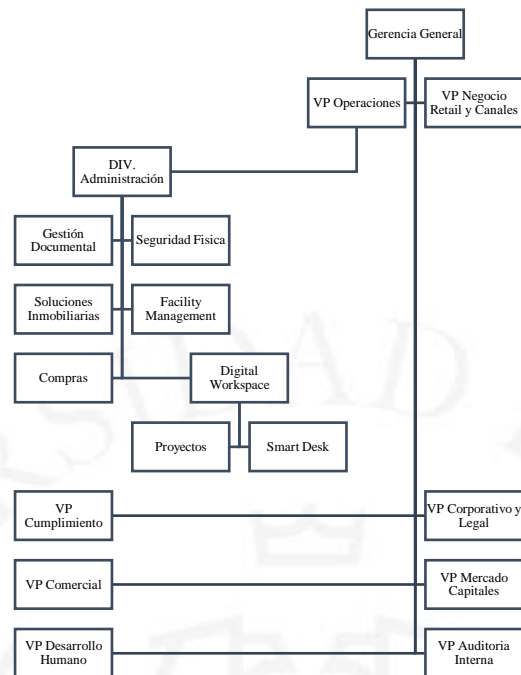 Gerencia General
VP Operaciones
VP Negocio
Retail y Canales
DIV.
Administración
Gestión
Documental
Seguridad Fisica
Soluciones
Inmobiliarias
Facility
Management
Compras
Digital
Workspace
Proyectos
Smart Desk
VP
Cumplimiento
VP Corporativo y
Legal
VP Comercial
VP Mercado
Capitales
VP Desarrollo
Humano
VP Auditoria
Interna